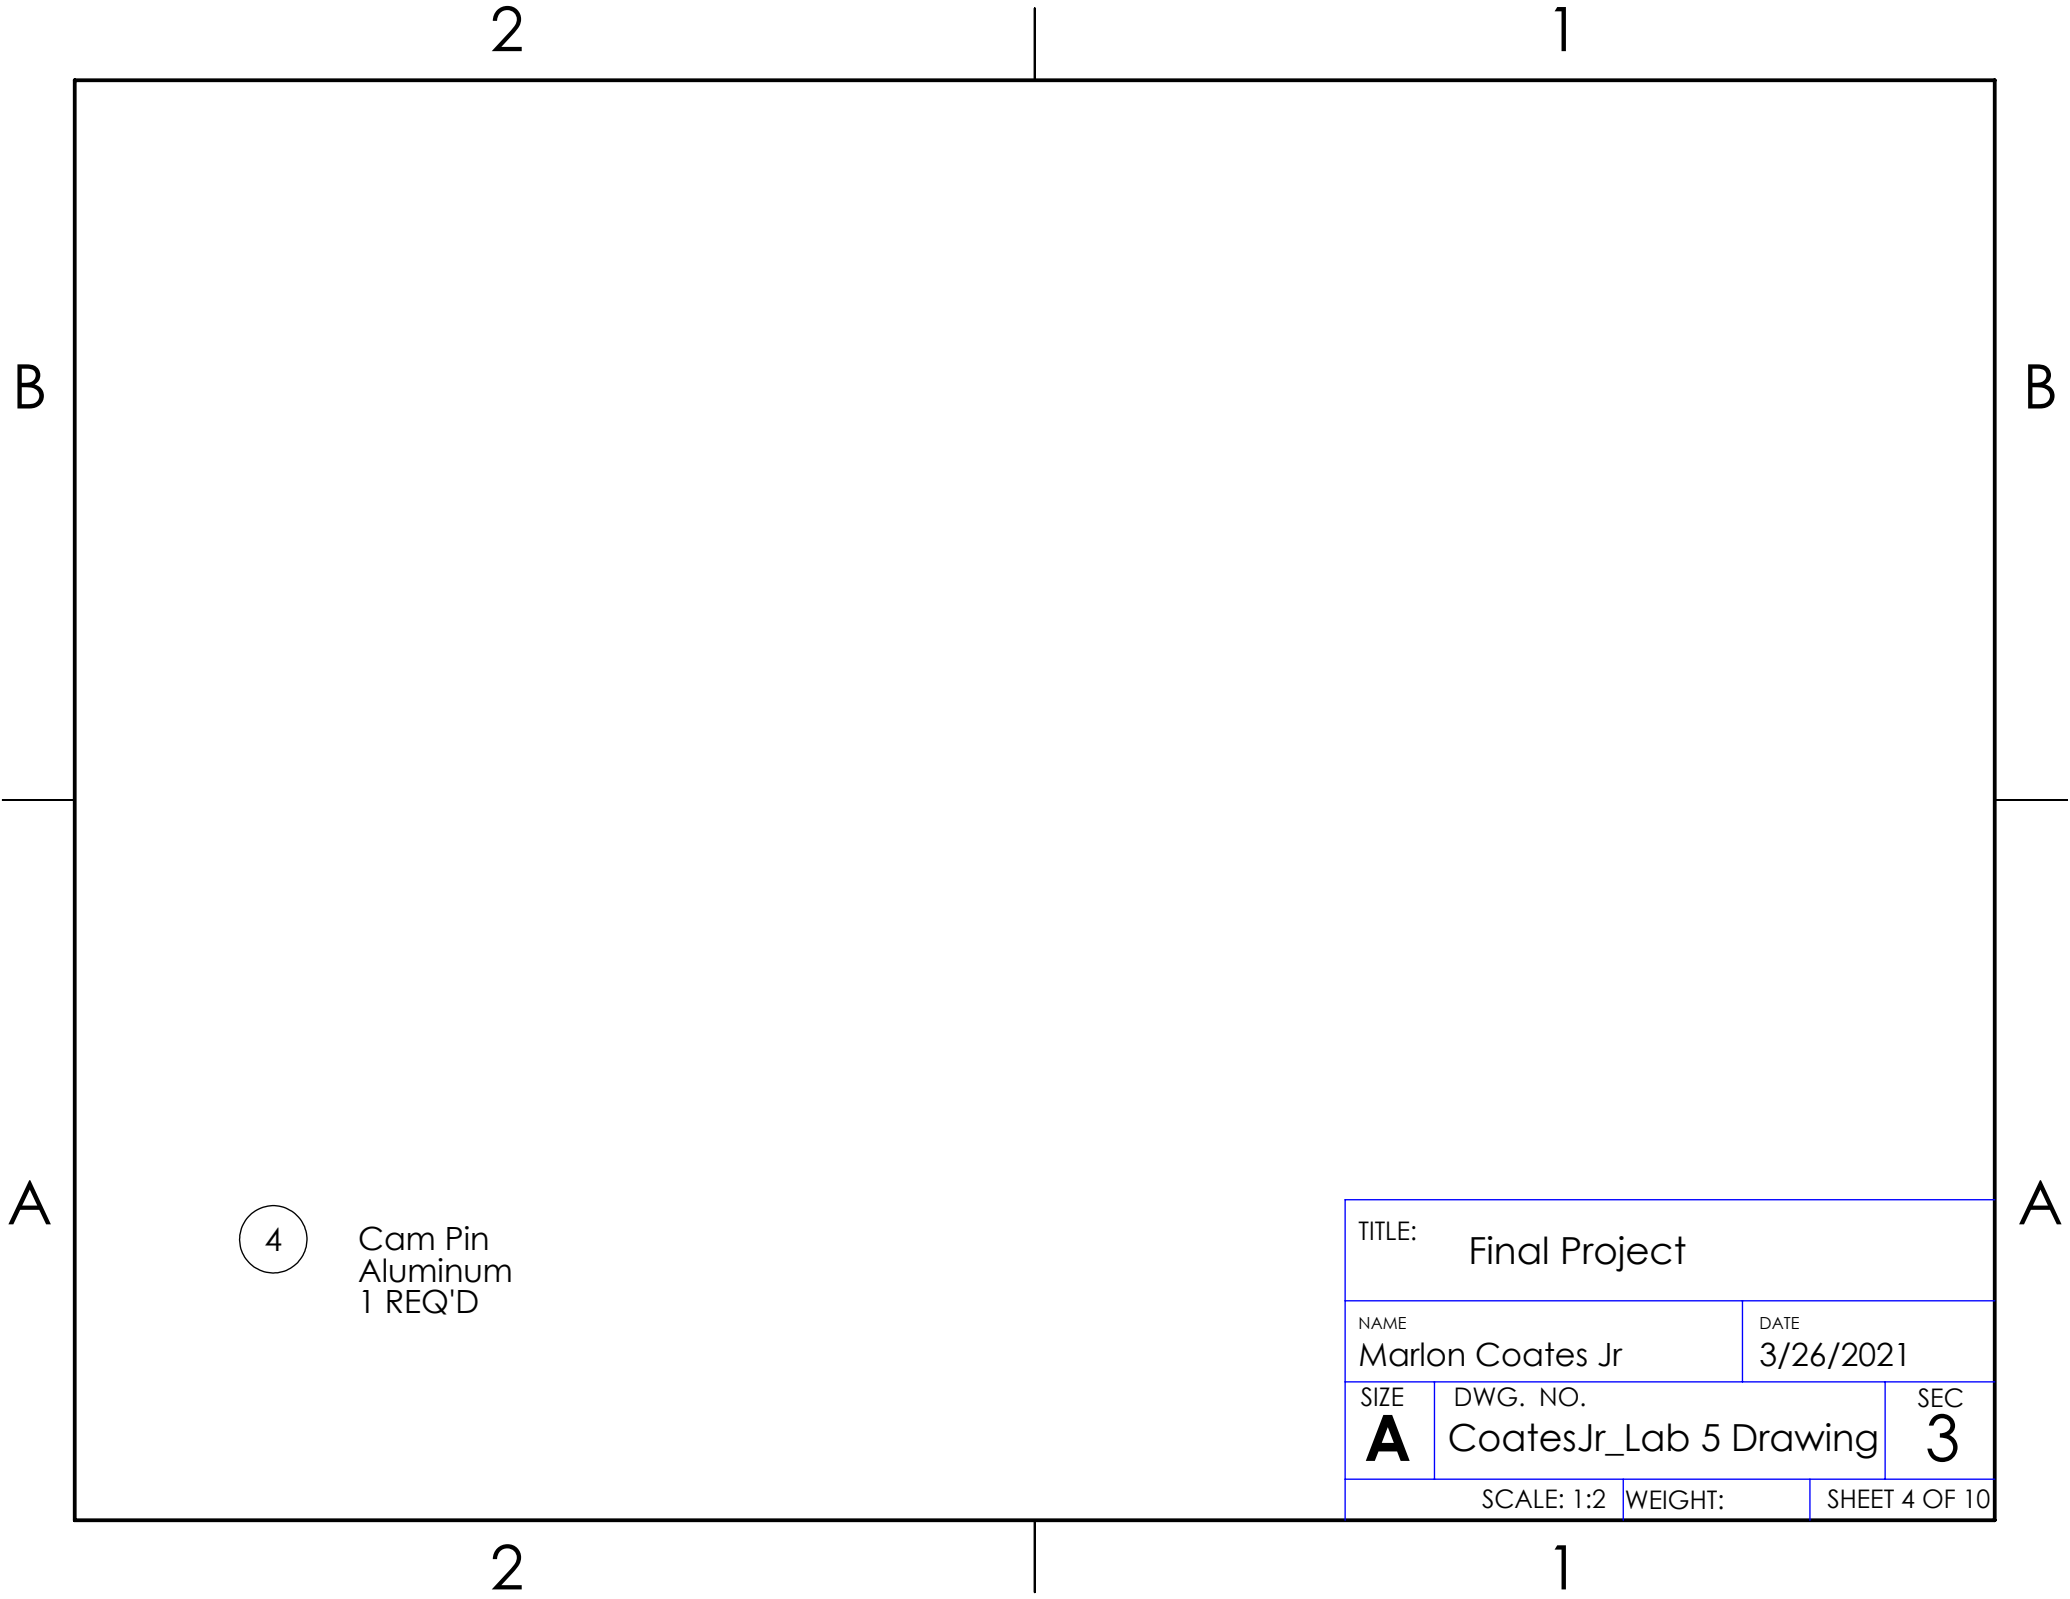 2
1
B
B
A
A
4
Cam Pin
Aluminum
1 REQ'D
TITLE:
Final Project
NAME
Marlon Coates Jr
DATE
3/26/2021
SIZE
A
DWG. NO.
CoatesJr_Lab 5 Drawing
SEC
3
SCALE: 1:2
WEIGHT:
SHEET 4 OF 10
2
1